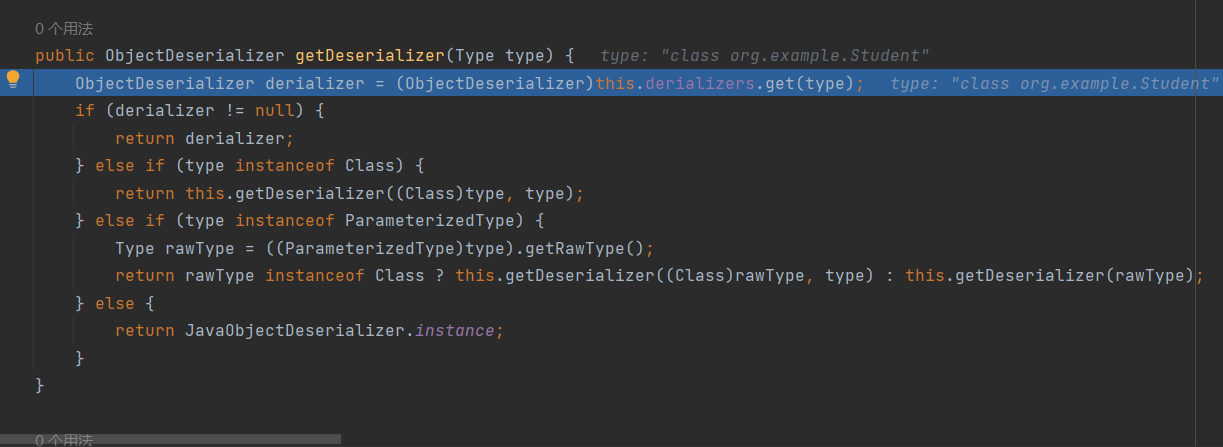 0 个用法
public ObjectDeserializer getDeserializer(Type type) { type: "class org.example.Student"
ObjectDeserializer derializer = (ObjectDeserializer)this.derializers.get(type); type: "class org.example.Student"
if (derializer != null) {
return derializer;
} else if (type instanceof Class) {
return this.getDeserializer((Class)type, type);
} else if (type instanceof ParameterizedType) {
Type rawType = ((ParameterizedType)type).getRawType();
return rawType instanceof Class ? this.getDeserializer((Class)rawType, type) : this.getDeserializer(rawType);
} else {
return JavaObjectDeserializer.instance;
}
}
0 个用法